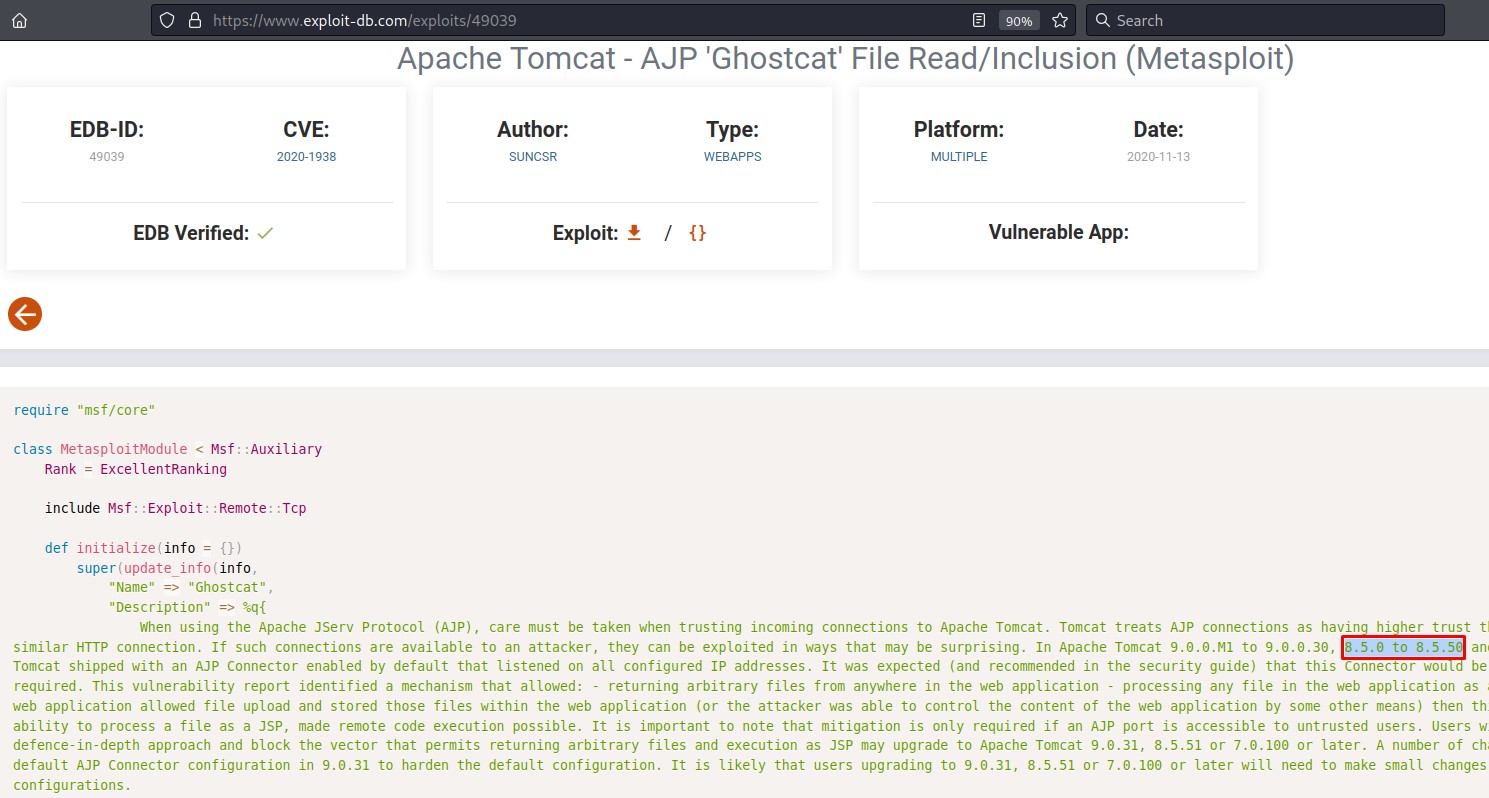 https://www.exploit-db.com/exploits/49039
90%
Search
Apache Tomcat - AJP 'Ghostcat' File Read/Inclusion (Metasploit)
EDB-ID:
49039
CVE:
2020-1938
EDB Verified:
Author:
SUNCSR
Type:
WEBAPPS
Exploit: / {}
Platform:
MULTIPLE
Date:
2020-11-13
Vulnerable App:
require "msf/core"
class MetasploitModule < Msf::Auxiliary
Rank = ExcellentRanking
include Msf::Exploit::Remote::Tcp
def initialize(info = {})
super(update_info(info,
"Name" => "Ghostcat",
"Description" => %q{
When using the Apache JServ Protocol (AJP), care must be taken when trusting incoming connections to Apache Tomcat. Tomcat treats AJP connections as having higher trust
similar HTTP connection. If such connections are available to an attacker, they can be exploited in ways that may be surprising. In Apache Tomcat 9.0.0.M1 to 9.0.0.30, 8.5.0 to 8.5.50
Tomcat shipped with an AJP Connector enabled by default that listened on all configured IP addresses. It was expected (and recommended in the security guide) that this Connector would be
required. This vulnerability report identified a mechanism that allowed: - returning arbitrary files from anywhere in the web application - processing any file in the web application as
web application allowed file upload and stored those files within the web application (or the attacker was able to control the content of the web application by some other means) then
ability to process a file as a JSP, made remote code execution possible. It is important to note that mitigation is only required if an AJP port is accessible to untrusted users. Users
defence-in-depth approach and block the vector that permits returning arbitrary files and execution as JSP may upgrade to Apache Tomcat 9.0.31, 8.5.51 or 7.0.100 or later. A number of
default AJP Connector configuration in 9.0.31 to harden the default configuration. It is likely that users upgrading to 9.0.31, 8.5.51 or 7.0.100 or later will need to make small changes
configurations.